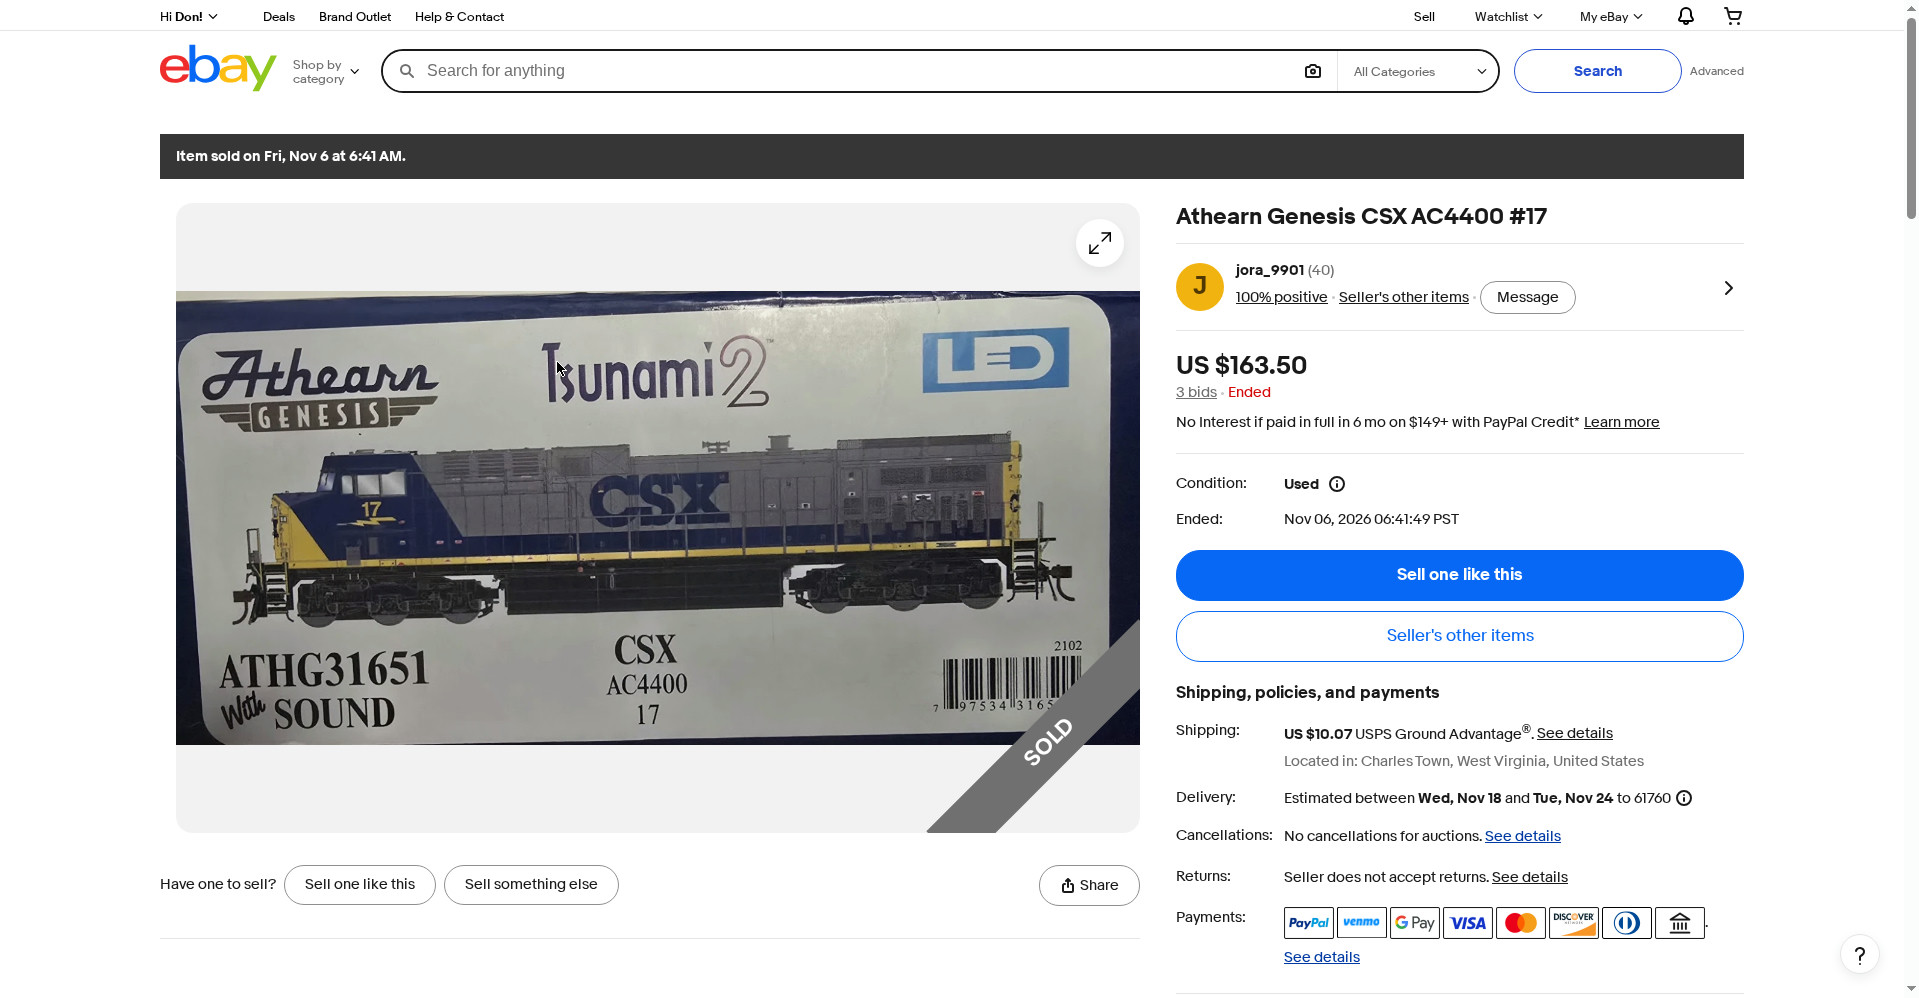 Hi Don!
Deals
Brand Outlet
Help & Contact
Sell
Watchlist
My eBay
ebay
Shop by category
Search for anything
All Categories
Search
Advanced
Item sold on Fri, Nov 6 at 6:41 AM.
Athearn
GENESIS
Tsunami2™
LED
17
CSX
ATHG31651
With SOUND
CSX
AC4400
17
2102
7 97534 3165
SOLD
Have one to sell?
Sell one like this
Sell something else
Share
Athearn Genesis CSX AC4400 #17
J
jora_9901 (40)
100% positive · Seller's other items · Message
US $163.50
3 bids · Ended
No Interest if paid in full in 6 mo on $149+ with PayPal Credit* Learn more
Condition: Used
Ended: Nov 06, 2026 06:41:49 PST
Sell one like this
Seller's other items
Shipping, policies, and payments
Shipping: US $10.07 USPS Ground Advantage®. See details
Located in: Charles Town, West Virginia, United States
Delivery: Estimated between Wed, Nov 18 and Tue, Nov 24 to 61760
Cancellations: No cancellations for auctions. See details
Returns: Seller does not accept returns. See details
Payments: PayPal venmo G Pay VISA DISCOVER .
See details
?